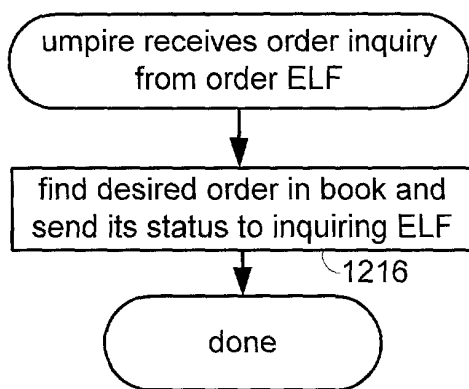 umpire receives order inquiry
from order ELF
find desired order in book and
send its status to inquiring ELF
1216
done